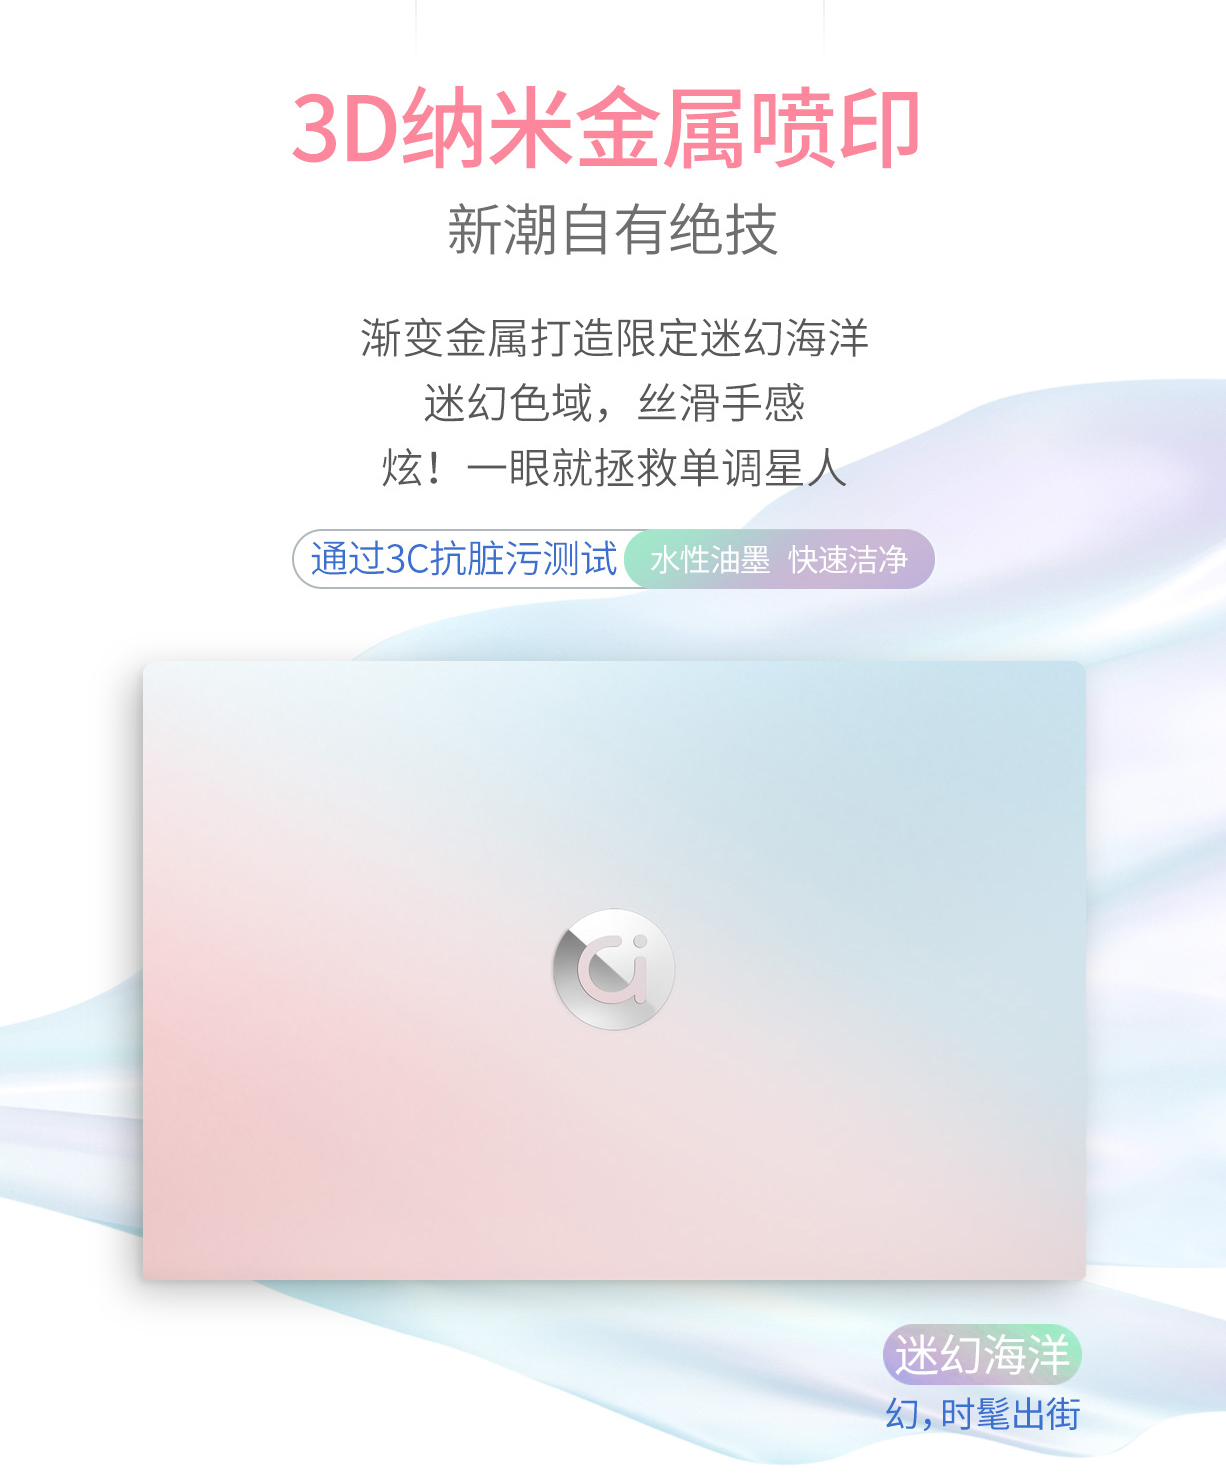 3D纳米金属喷印
新潮自有绝技
渐变金属打造限定迷幻海洋
迷幻色域，丝滑手感
炫！一眼就拯救单调星人
通过3C抗脏污测试 水性油墨 快速洁净
ai
迷幻海洋
幻，时髦出街